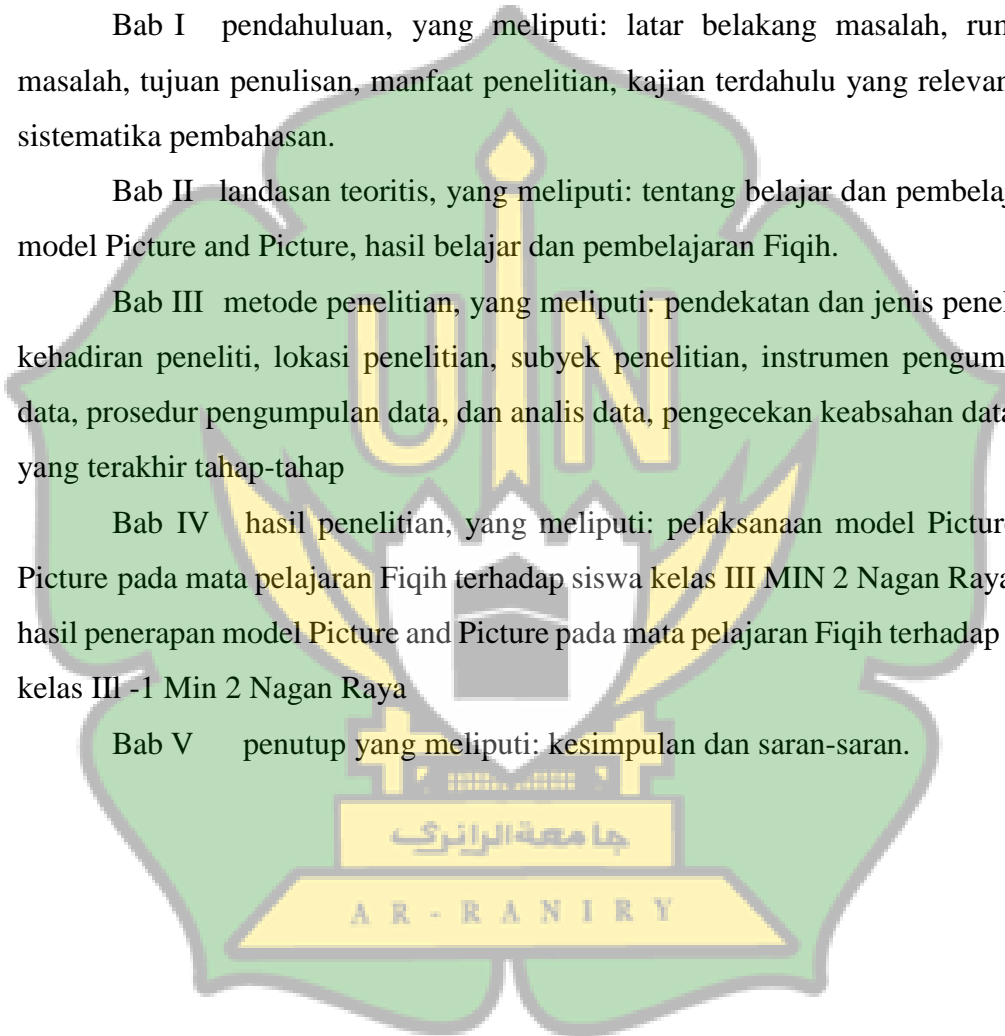 Bab I pendahuluan, yang meliputi: latar belakang masalah, run
masalah, tujuan penulisan, manfaat penelitian, kajian terdahulu yang relevan
sistematika pembahasan.
Bab II landasan teoritis, yang meliputi: tentang belajar dan pembelaj
model Picture and Picture, hasil belajar dan pembelajaran Fiqih.
Bab III metode penelitian, yang meliputi: pendekatan dan jenis pene
kehadiran peneliti, lokasi penelitian, subyek penelitian, instrumen pengum
data, prosedur pengumpulan data, dan analis data, pengecekan keabsahan data
yang terakhir tahap-tahap
Bab IV hasil penelitian, yang meliputi: pelaksanaan model Picture
Picture pada mata pelajaran Fiqih terhadap siswa kelas III MIN 2 Nagan Raya
hasil penerapan model Picture and Picture pada mata pelajaran Fiqih terhadap
kelas III -1 Min 2 Nagan Raya
Bab V penutup yang meliputi: kesimpulan dan saran-saran.
UIN
جامعة الرانري
AR-RANIRY